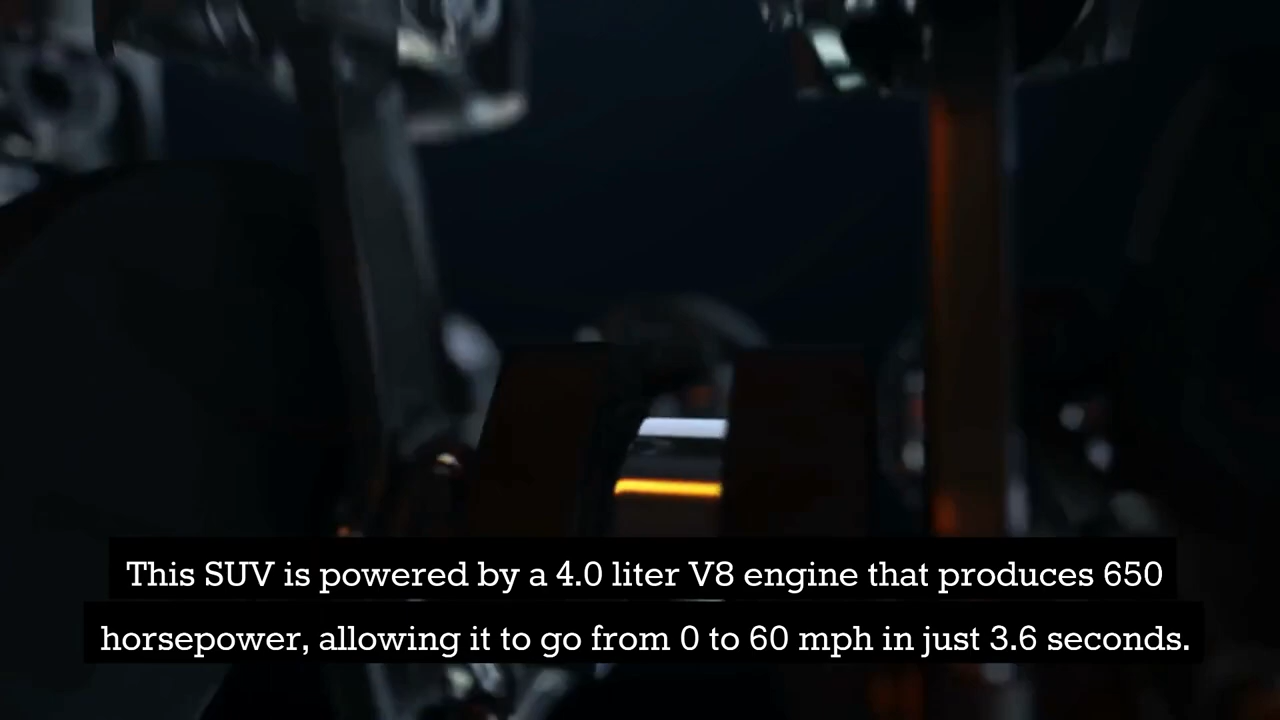 This SUV is powered by a 4.0 liter V8 engine that produces 650
horsepower, allowing it to go from 0 to 60 mph in just 3.6 seconds.